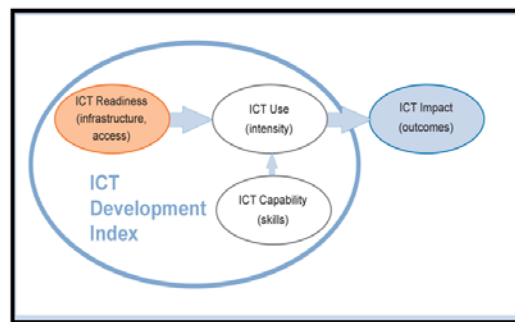 ICT Readiness
(infrastructure,
access)
ICT Use
(intensity)
ICT Impact
(outcomes)
ICT Capability
(skills)
ICT
Development
Index